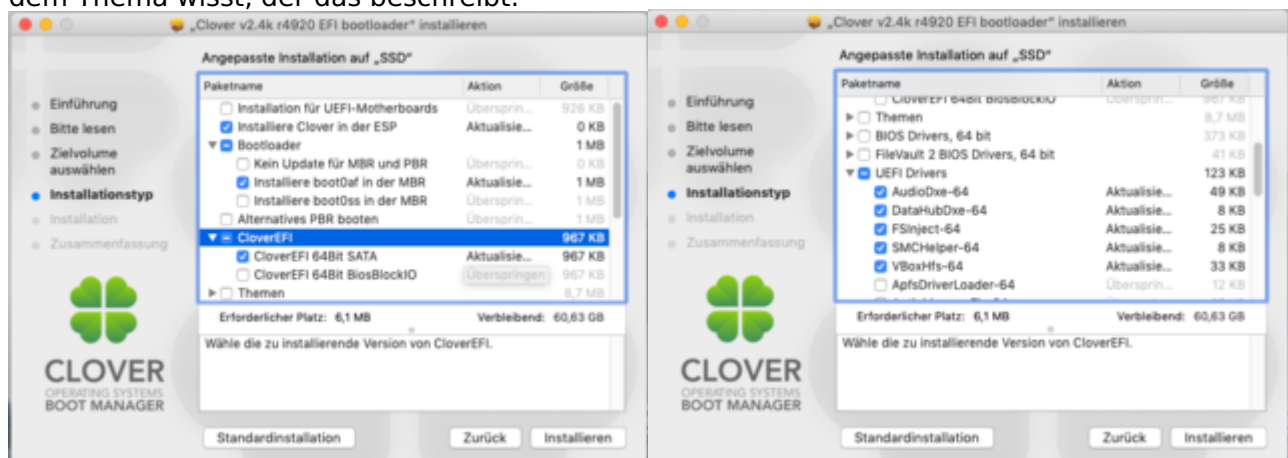 dem Thema wisst, der das beschreibt.
„Clover v2.4k r4920 EFI bootloader“ installieren
Angepasste Installation auf „SSD“
Paketname Aktion Größe
Einführung
Bitte lesen
Zielvolume
auswählen
Installationstyp
Installation
Zusammenfassung
Installation für UEFI-Motherboards Übersprin... 926 KB
Installiere Clover in der ESP Aktualisie... 0 KB
Bootloader 1 MB
Kein Update für MBR und PBR Übersprin... 0 KB
Installiere boot0af in der MBR Aktualisie... 1 MB
Installiere boot0ss in der MBR Übersprin... 1 MB
Alternatives PBR booten Übersprin... 1 MB
CloverEFI 967 KB
CloverEFI 64Bit SATA Aktualisie... 967 KB
CloverEFI 64Bit BiosBlockIO Überspringen 967 KB
Themen 8,7 MB
Erforderlicher Platz: 6,1 MB Verbleibend: 60,63 GB
Wähle die zu installierende Version von CloverEFI.
CLOVER
OPERATING SYSTEMS
BOOT MANAGER
Standardinstallation Zurück Installieren
„Clover v2.4k r4920 EFI bootloader“ installieren
Angepasste Installation auf „SSD“
Paketname Aktion Größe
Einführung
Bitte lesen
Zielvolume
auswählen
Installationstyp
Installation
Zusammenfassung
CloverEFI 64Bit BiosBlockIO Übersprin... 967 KB
Themen 8,7 MB
BIOS Drivers, 64 bit 373 KB
FileVault 2 BIOS Drivers, 64 bit 41 KB
UEFI Drivers 123 KB
AudioDxe-64 Aktualisie... 49 KB
DataHubDxe-64 Aktualisie... 8 KB
FSInject-64 Aktualisie... 25 KB
SMCHelper-64 Aktualisie... 8 KB
VBoxHfs-64 Aktualisie... 33 KB
ApfsDriverLoader-64 Übersprin... 12 KB
Erforderlicher Platz: 6,1 MB Verbleibend: 60,63 GB
Wähle die zu installierende Version von CloverEFI.
CLOVER
OPERATING SYSTEMS
BOOT MANAGER
Standardinstallation Zurück Installieren